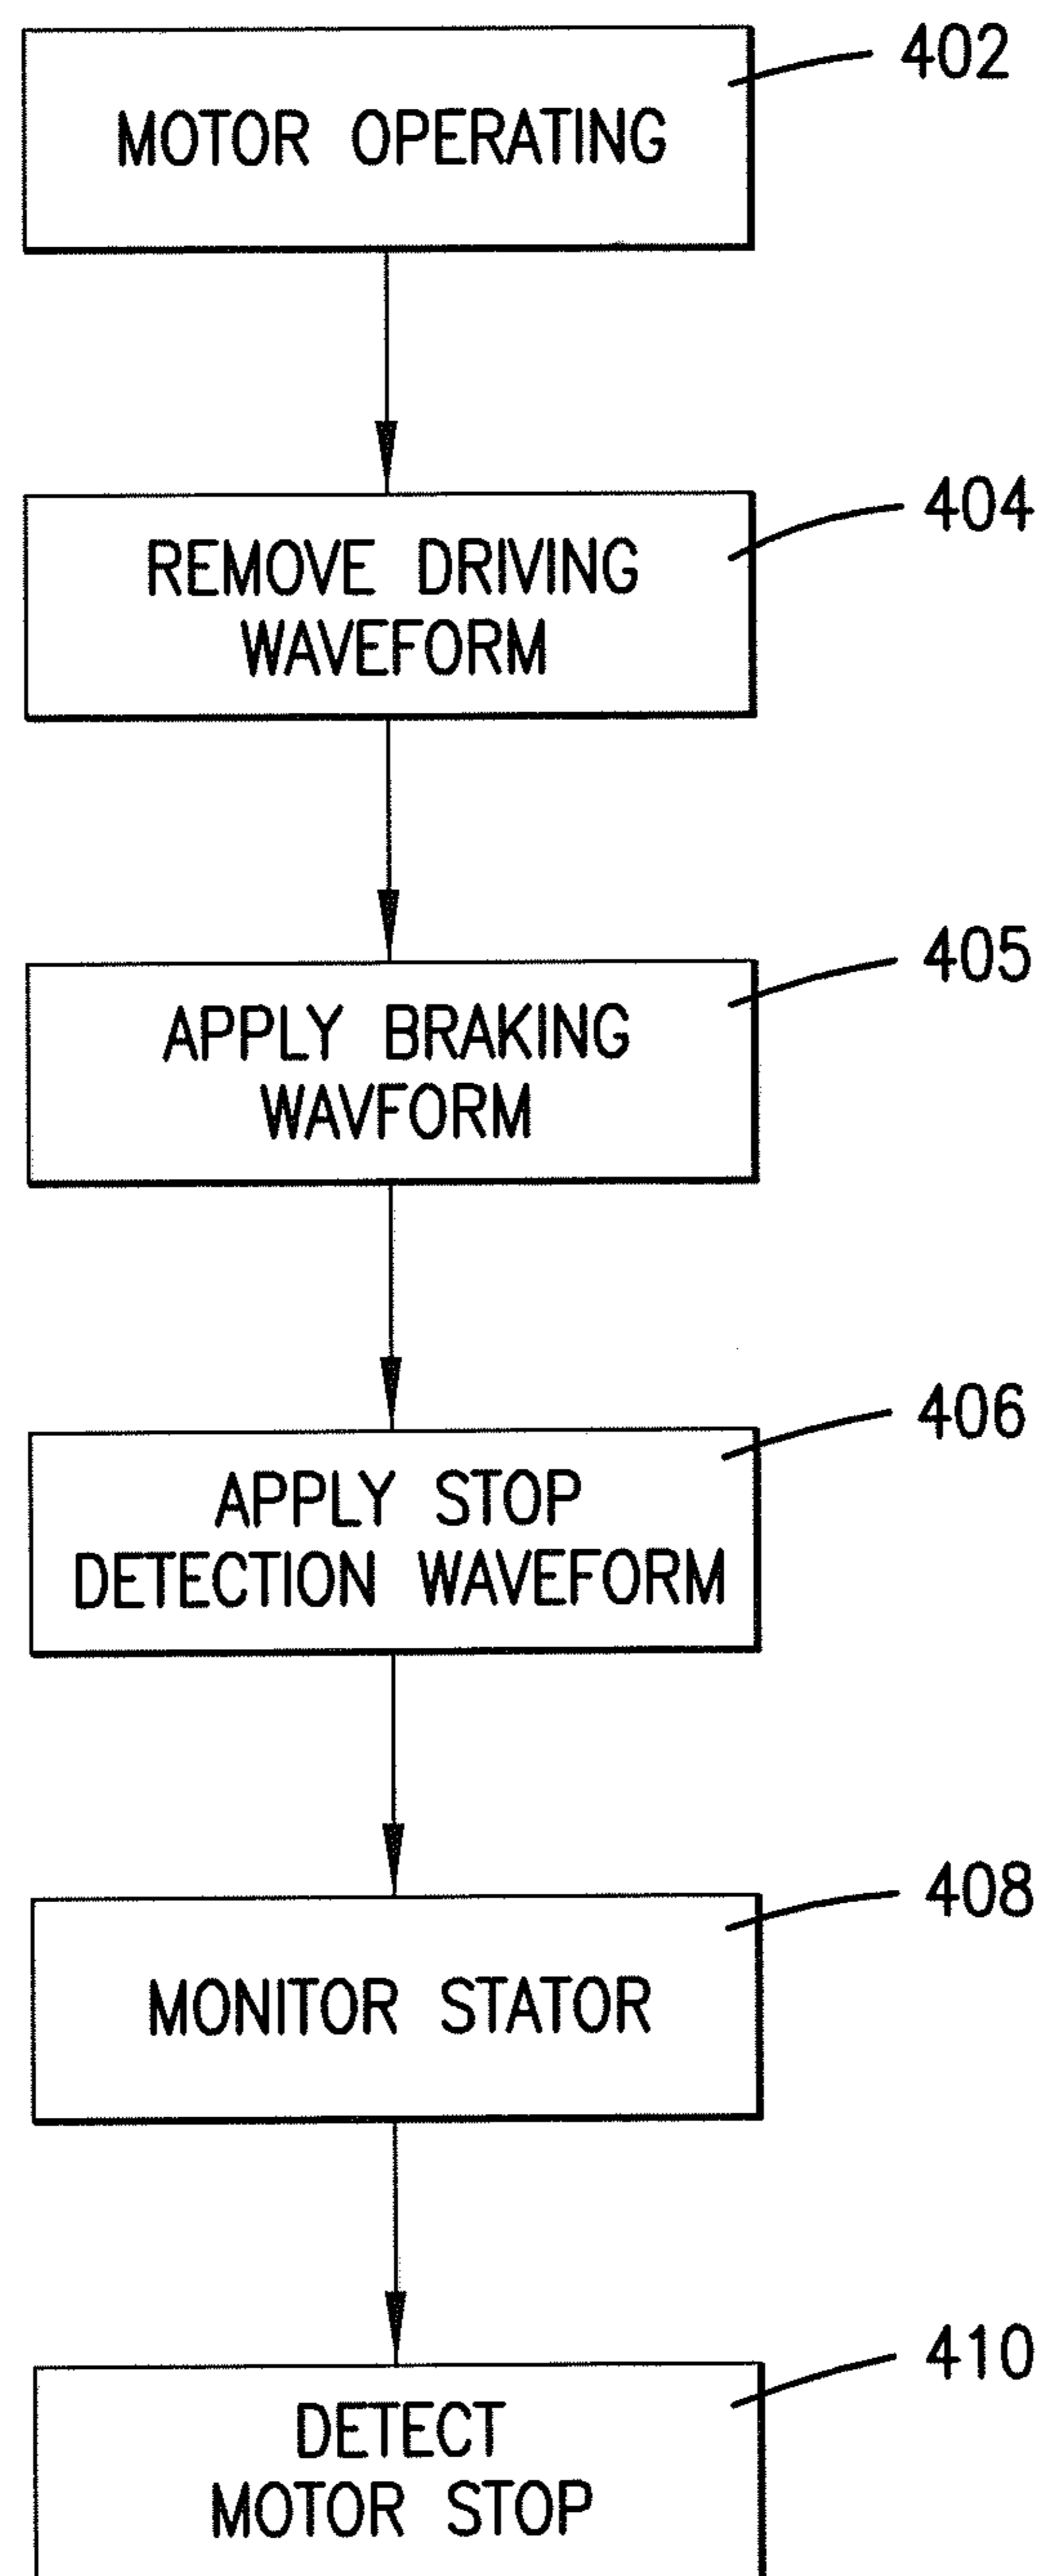 402
MOTOR OPERATING
404
REMOVE DRIVING
WAVEFORM
405
APPLY BRAKING
WAVFORM
406
APPLY STOP
DETECTION WAVEFORM
408
MONITOR STATOR
410
DETECT
MOTOR STOP